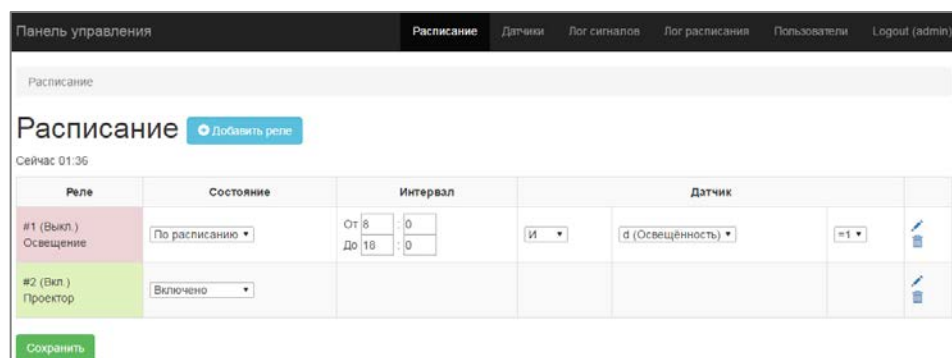 Панель управления Расписание Датчики Лог сигналов Лог расписания Пользователи Logout (admin)
Расписание
Расписание Добавить реле
Сейчас 01:36
Реле Состояние Интервал Датчик
#1 (Выкл.) Освещение По расписанию От 8 : 0 До 18 : 0 И d (Освещённость) =1
#2 (Вкл.) Проектор Включено
Сохранить